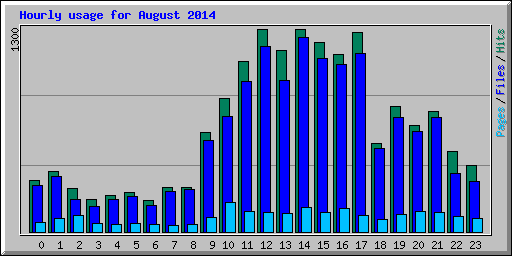 Hourly usage for August 2014
1300
Pages / Files / Hits
0 1 2 3 4 5 6 7 8 9 10 11 12 13 14 15 16 17 18 19 20 21 22 23